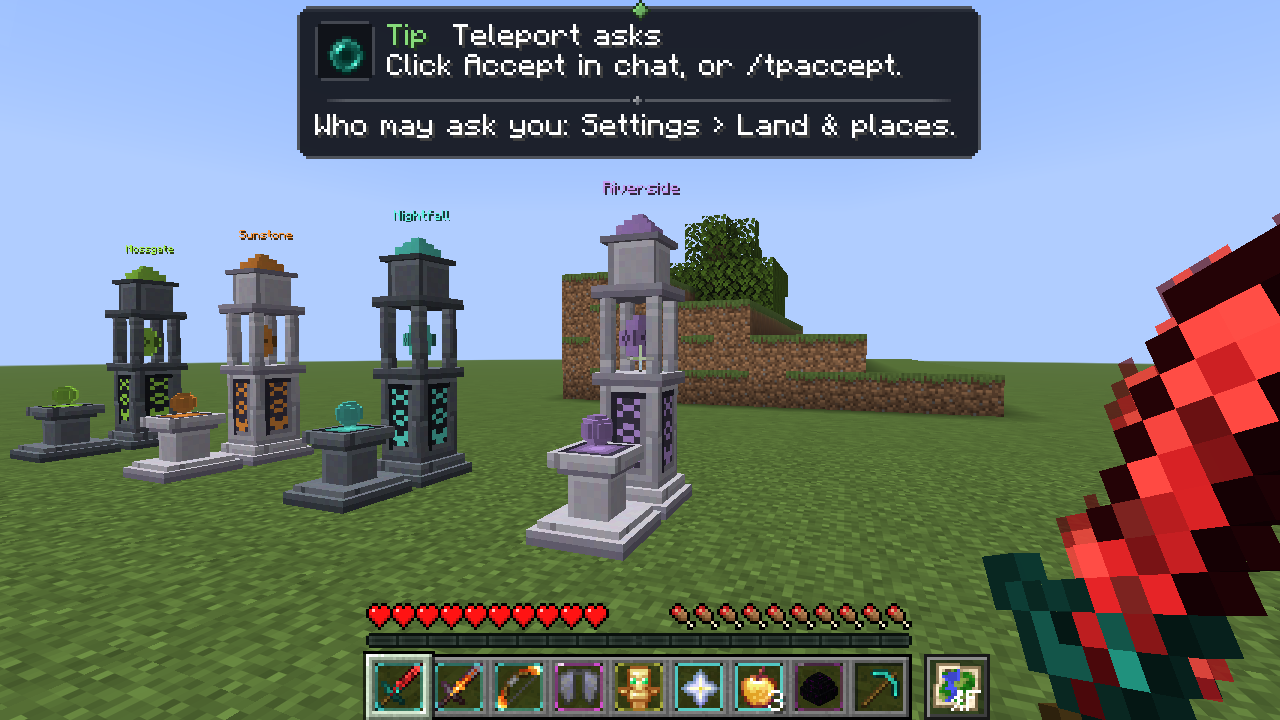 Tip Teleport asks
Click Accept in chat, or /tpaccept.
Who may ask you: Settings > Land & places.
Riverside
Nightfall
Sunstone
Mossgate
3